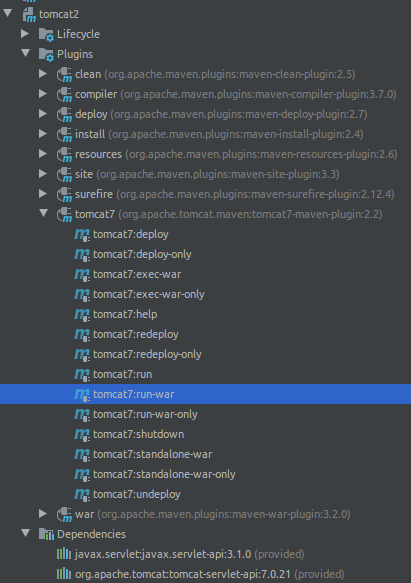 tomcat2
Lifecycle
Plugins
clean (org.apache.maven.plugins:maven-clean-plugin:2.5)
compiler (org.apache.maven.plugins:maven-compiler-plugin:3.7.0)
deploy (org.apache.maven.plugins:maven-deploy-plugin:2.7)
install (org.apache.maven.plugins:maven-install-plugin:2.4)
resources (org.apache.maven.plugins:maven-resources-plugin:2.6)
site (org.apache.maven.plugins:maven-site-plugin:3.3)
surefire (org.apache.maven.plugins:maven-surefire-plugin:2.12.4)
tomcat7 (org.apache.tomcat.maven:tomcat7-maven-plugin:2.2)
tomcat7:deploy
tomcat7:deploy-only
tomcat7:exec-war
tomcat7:exec-war-only
tomcat7:help
tomcat7:redeploy
tomcat7:redeploy-only
tomcat7:run
tomcat7:run-war
tomcat7:run-war-only
tomcat7:shutdown
tomcat7:standalone-war
tomcat7:standalone-war-only
tomcat7:undeploy
war (org.apache.maven.plugins:maven-war-plugin:3.2.0)
Dependencies
javax.servlet:javax.servlet-api:3.1.0 (provided)
org.apache.tomcat:tomcat-servlet-api:7.0.21 (provided)